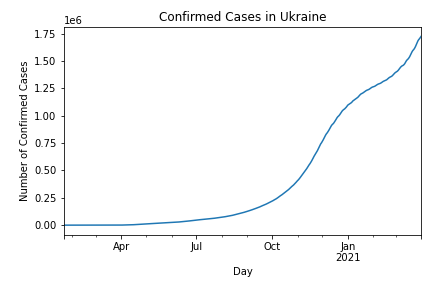 Confirmed Cases in Ukraine
1e6
1.75
1.50
1.25
1.00
0.75
0.50
0.25
0.00
Number of Confirmed Cases
Apr Jul Oct Jan
2021
Day